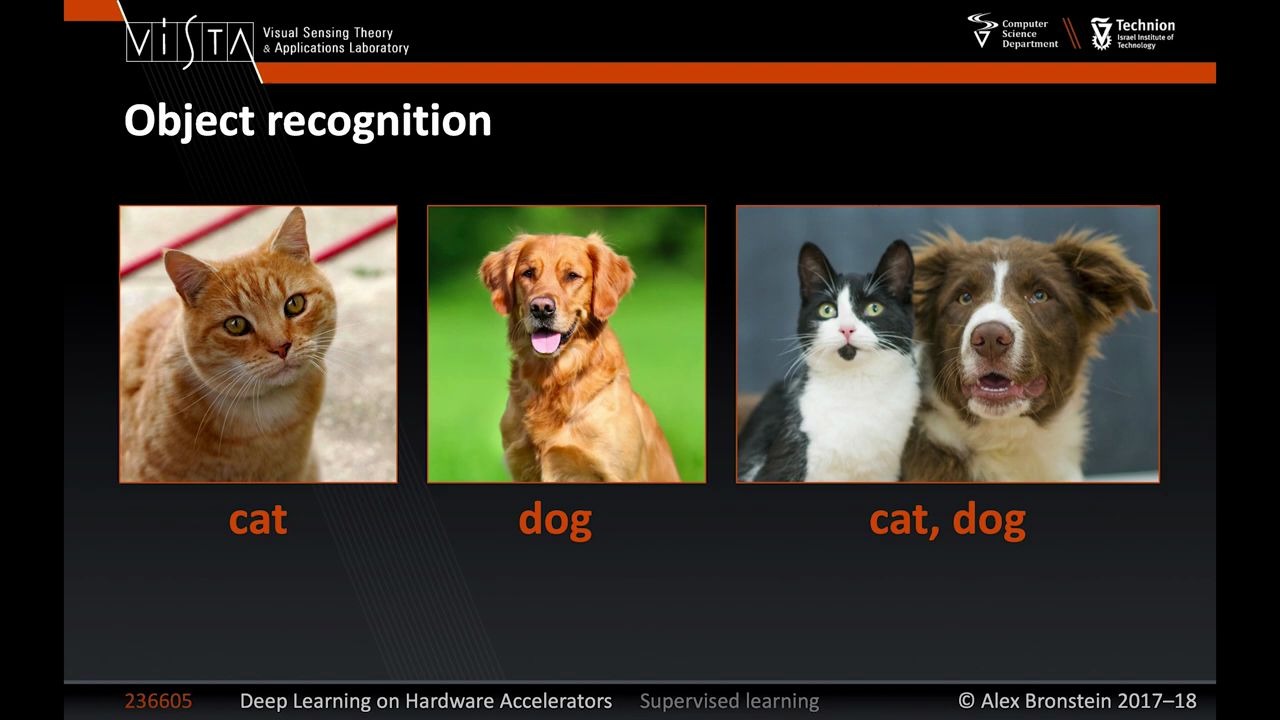 ViSTA
Visual Sensing Theory
& Applications Laboratory
Computer
Science
Department
Technion
Israel Institute of
Technology
Object recognition
cat
dog
cat, dog
236605
Deep Learning on Hardware Accelerators
Supervised learning
© Alex Bronstein 2017–18